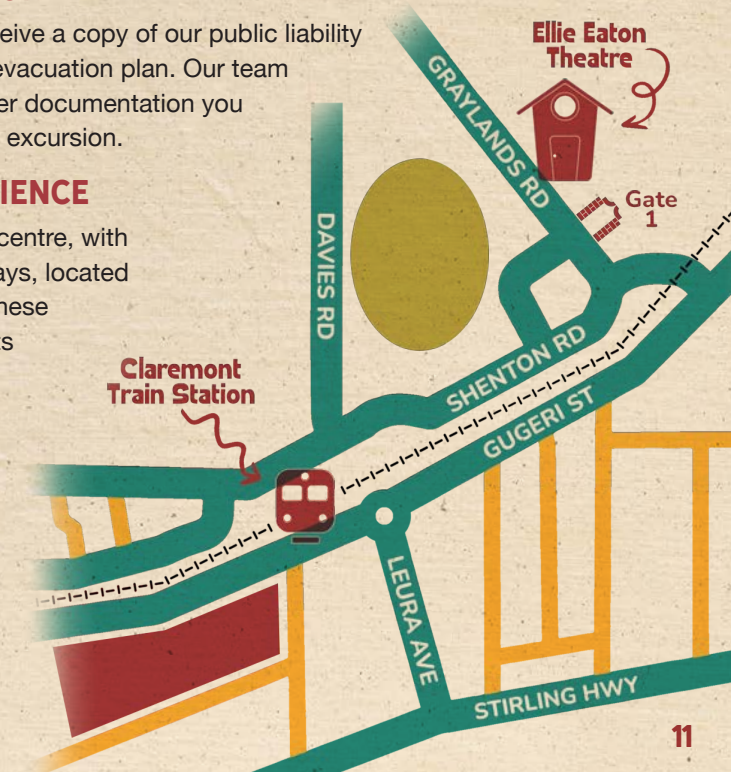 eive a copy of our public liability
evacuation plan. Our team
er documentation you
excursion.
IENCE
centre, with
ays, located
hese
ts
Ellie Eaton
Theatre
GRAYLANDS RD
Gate
1
DAVIES RD
SHENTON RD
GUGERI ST
Claremont
Train Station
LEURA AVE
STIRLING HWY
11